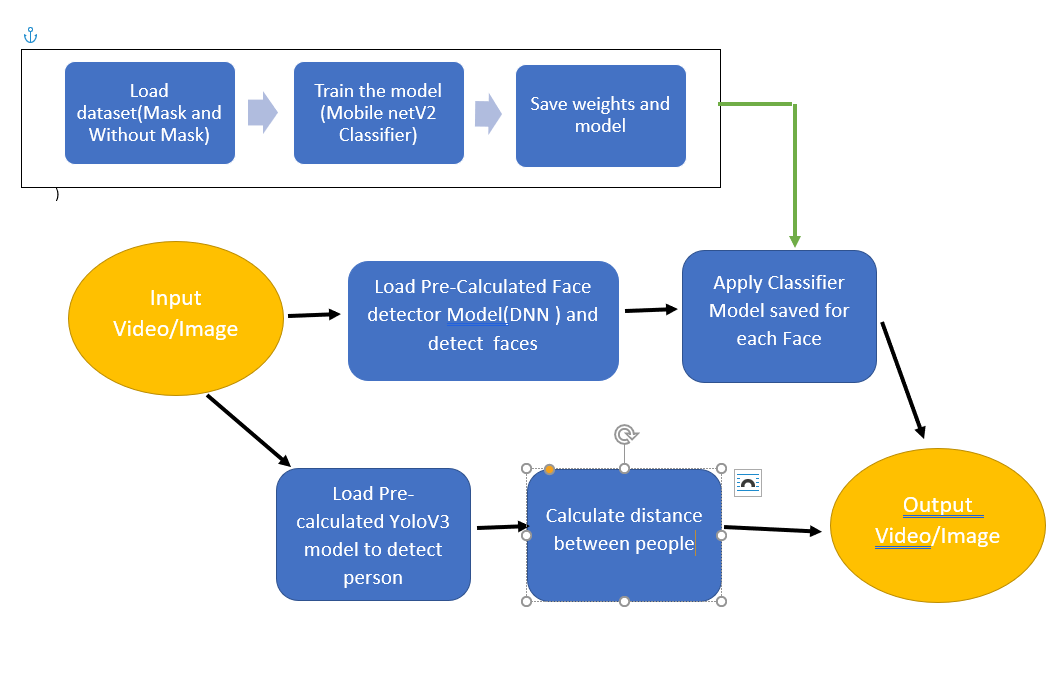 Load
dataset(Mask and
Without Mask)
Train the model
(Mobile netV2
Classifier)
Save weights and
model
)
Input
Video/Image
Load Pre-Calculated Face
detector Model(DNN ) and
detect  faces
Apply Classifier
Model saved for
each Face
Load Pre-
calculated YoloV3
model to detect
person
Calculate distance
between people
Output
Video/Image